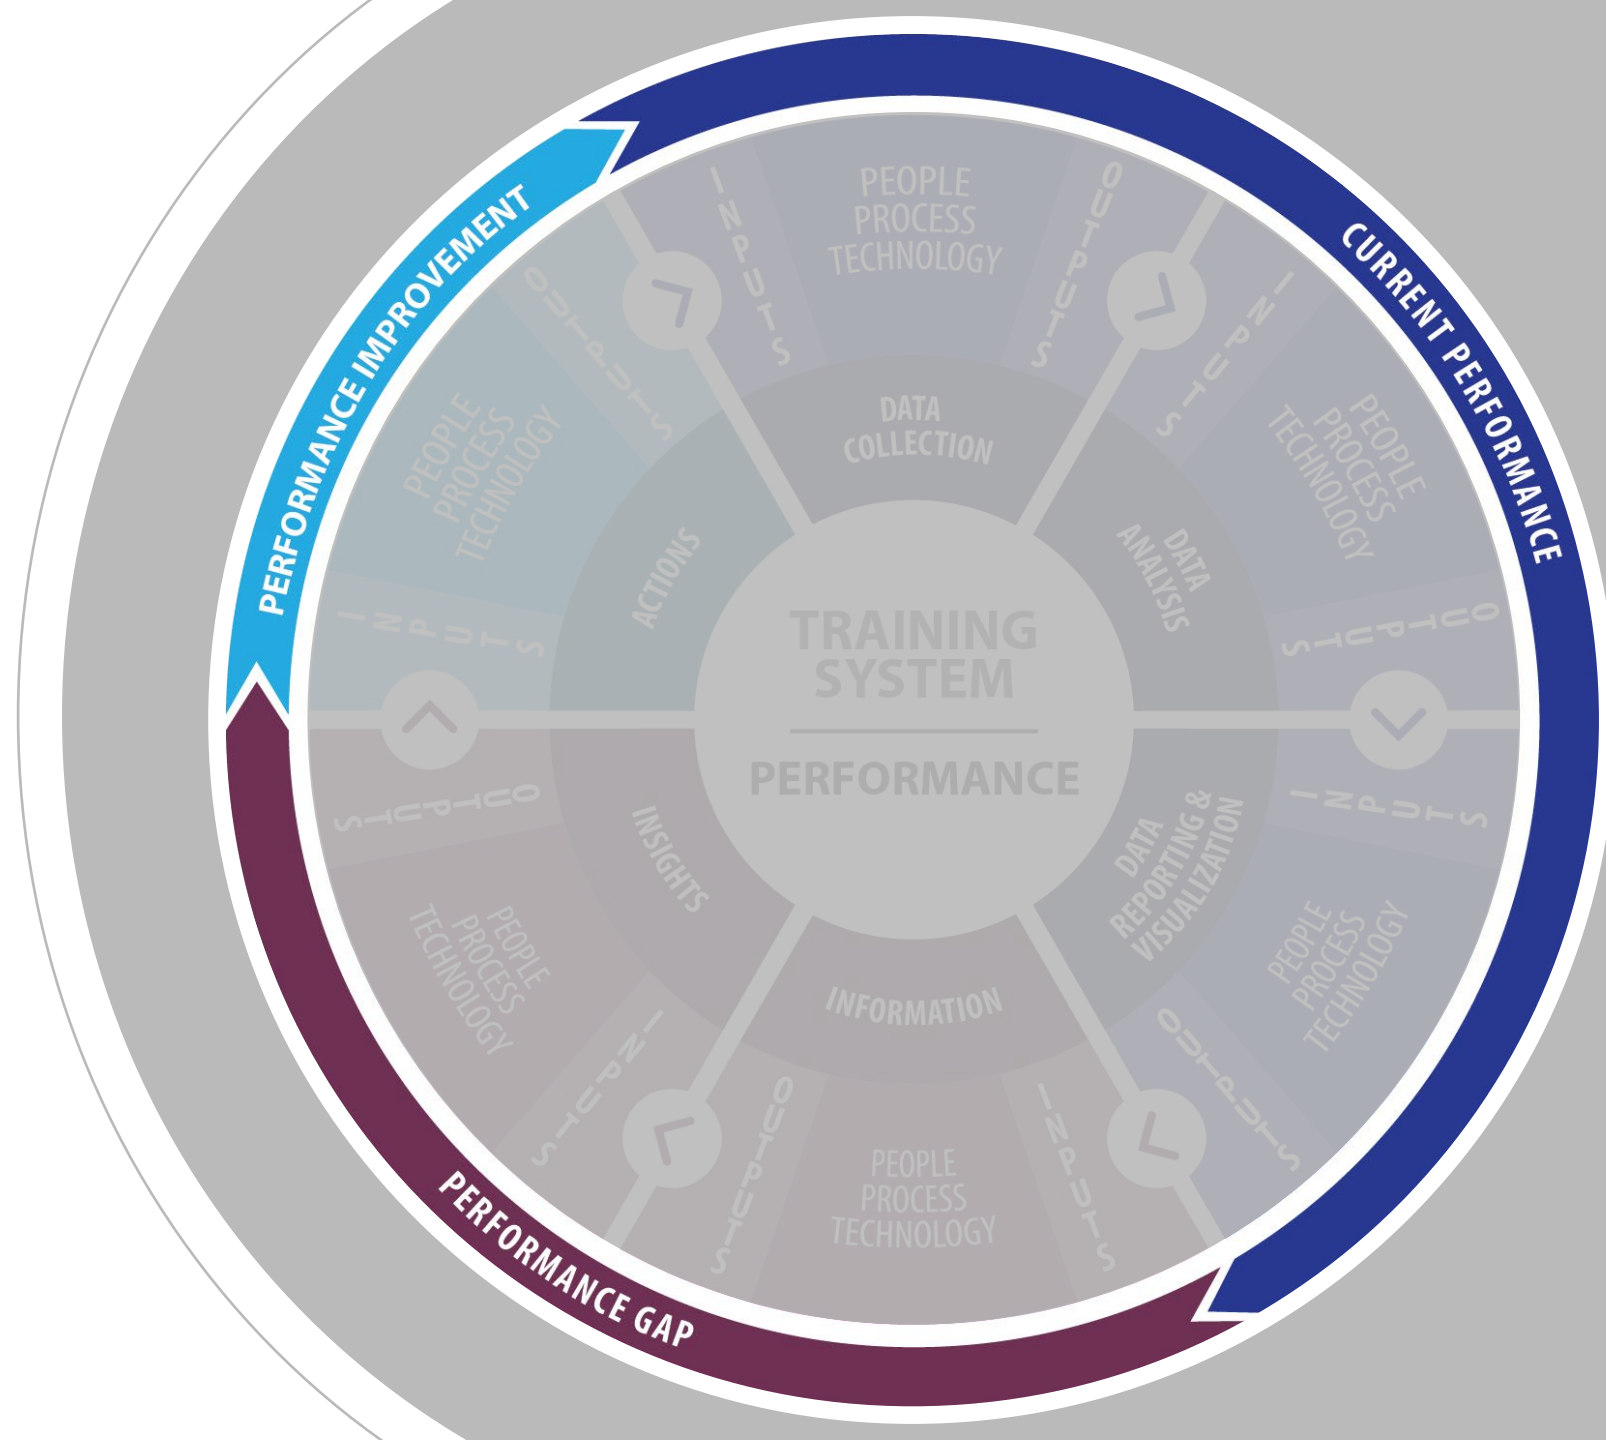 PERFORMANCE IMPROVEMENT
CURRENT PERFORMANCE
PERFORMANCE GAP
TRAINING
SYSTEM
PERFORMANCE
INPUTS
PEOPLE
PROCESS
TECHNOLOGY
OUTPUTS
DATA
COLLECTION
INPUTS
PEOPLE
PROCESS
TECHNOLOGY
OUTPUTS
DATA
ANALYSIS
INPUTS
PEOPLE
PROCESS
TECHNOLOGY
OUTPUTS
DATA
REPORTING &
VISUALIZATION
INPUTS
PEOPLE
PROCESS
TECHNOLOGY
OUTPUTS
INFORMATION
INPUTS
PEOPLE
PROCESS
TECHNOLOGY
OUTPUTS
INSIGHTS
INPUTS
PEOPLE
PROCESS
TECHNOLOGY
OUTPUTS
ACTIONS